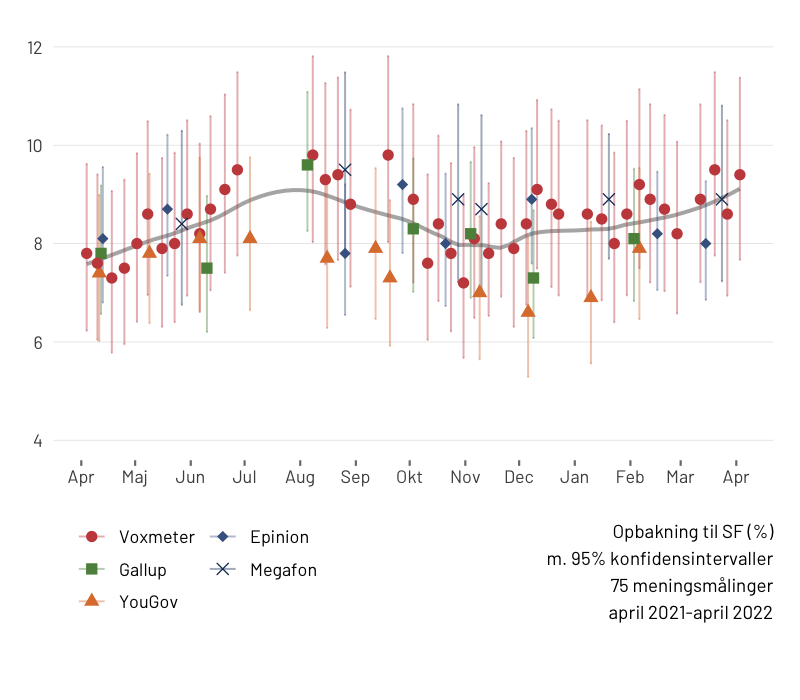 12
10
8
6
4
Apr Maj Jun Jul Aug Sep Okt Nov Dec Jan Feb Mar Apr
Voxmeter Epinion
Gallup Megafon
YouGov
Opbakning til SF (%)
m. 95% konfidensintervaller
75 meningsmålinger
april 2021-april 2022